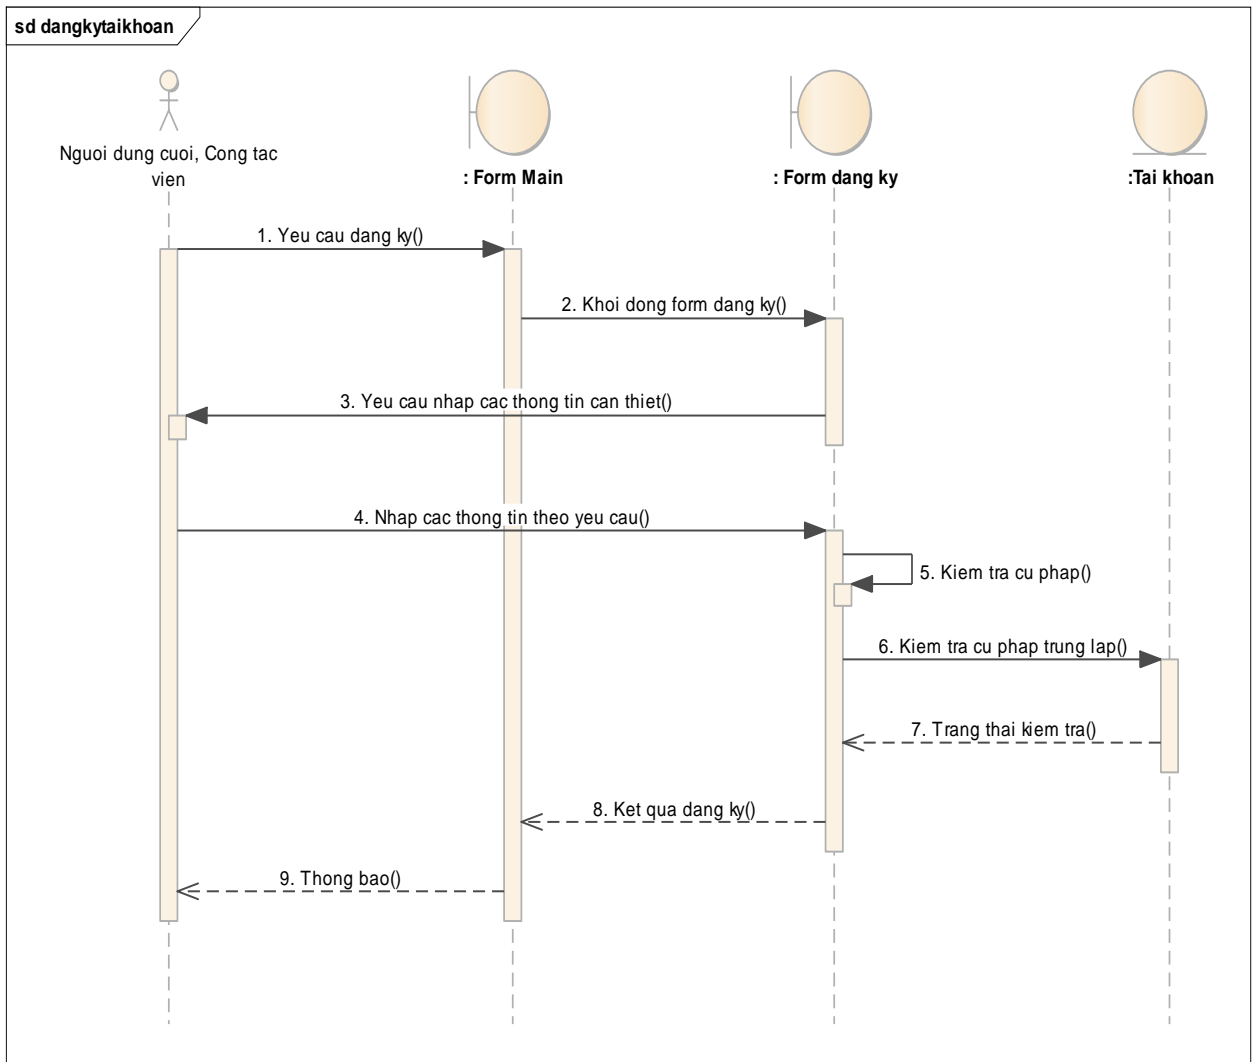 sd dangkytaikhoan
Nguoi dung cuoi, Cong tac
vien
: Form Main
: Form dang ky
:Tai khoan
1. Yeu cau dang ky()
2. Khoi dong form dang ky()
3. Yeu cau nhap cac thong tin can thiet()
4. Nhap cac thong tin theo yeu cau()
5. Kiem tra cu phap()
6. Kiem tra cu phap trung lap()
7. Trang thai kiem tra()
8. Ket qua dang ky()
9. Thong bao()